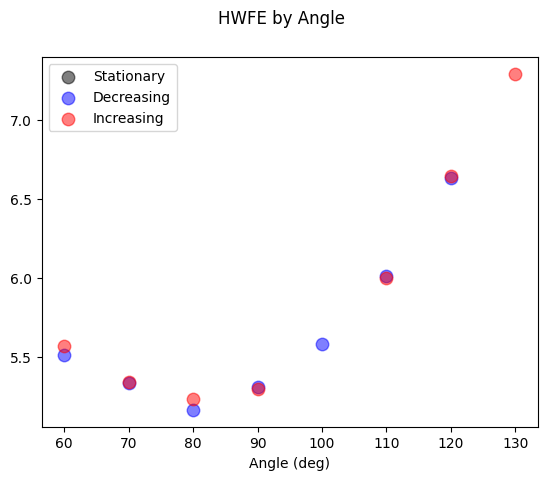 HWFE by Angle
Stationary
Decreasing
Increasing
7.0
6.5
6.0
5.5
60 70 80 90 100 110 120 130
Angle (deg)